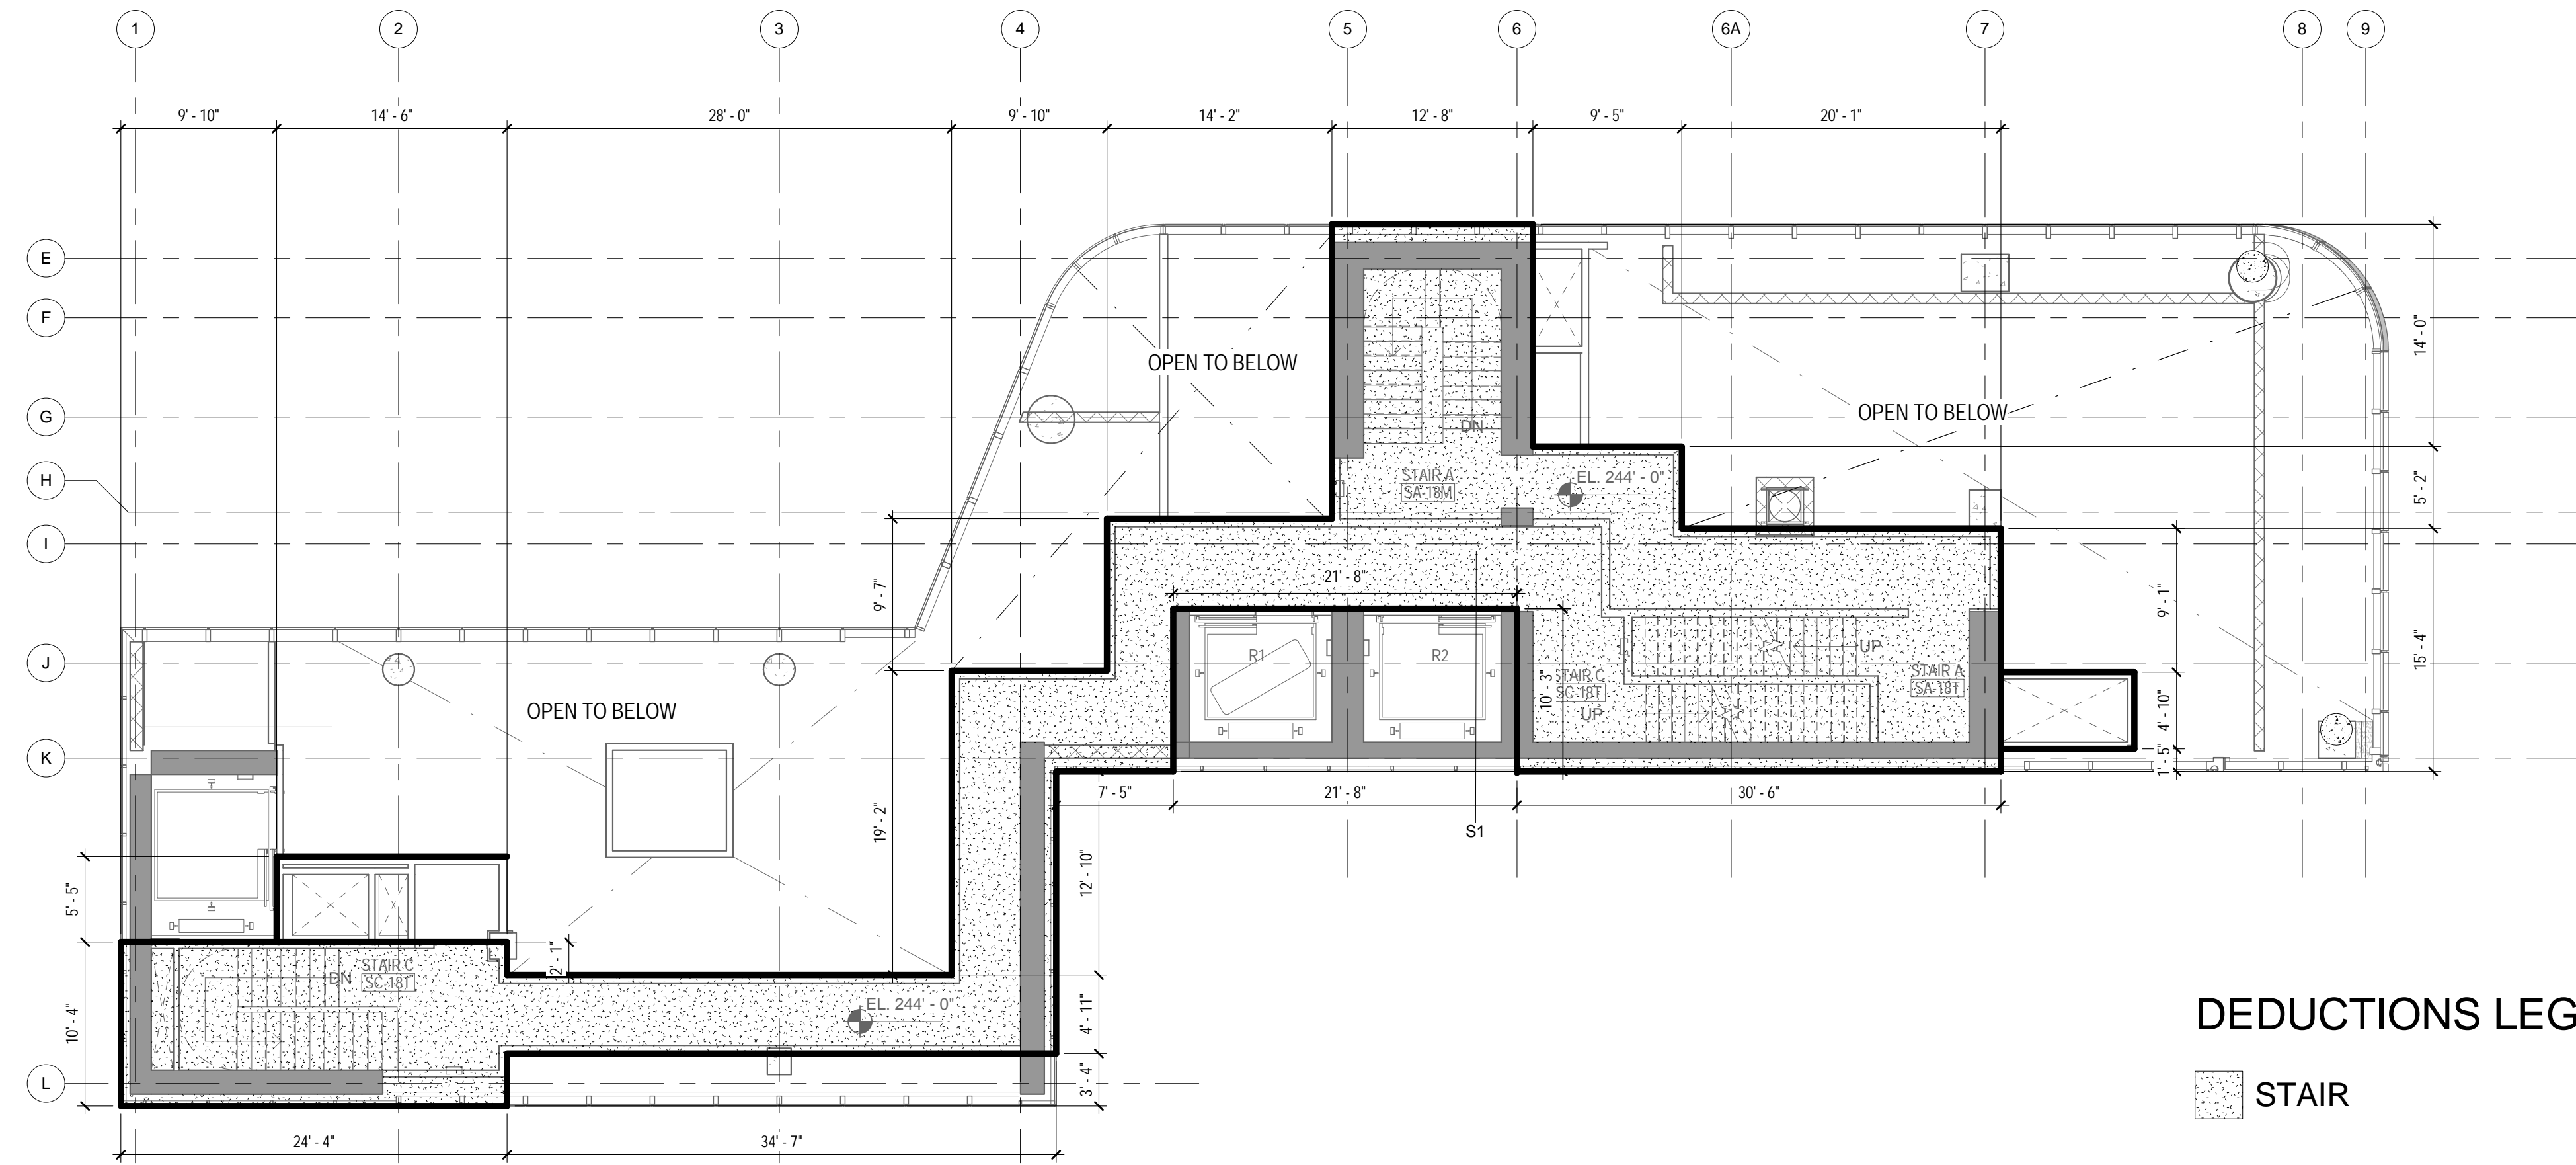 1 2 3 4 5 6 6A 7 8 9
9' - 10" 14' - 6" 28' - 0" 9' - 10" 14' - 2" 12' - 8" 9' - 5" 20' - 1"
E
F
G
H
I
J
K
L
OPEN TO BELOW
OPEN TO BELOW
OPEN TO BELOW
DN
STAIR A
SA-18M
EL. 244' - 0"
14' - 0"
5' - 2"
15' - 4"
9' - 1"
4' - 10"
1' - 5"
9' - 7"
19' - 2"
21' - 8"
R1
R2
10' - 3"
STAIR C
SC-18T
UP
UP
STAIR A
SA-18T
7' - 5" 21' - 8" 30' - 6"
S1
12' - 10"
4' - 11"
3' - 4"
5' - 5"
10' - 4"
2' - 1"
DN
STAIR C
SC-18T
EL. 244' - 0"
24' - 4" 34' - 7"
DEDUCTIONS LEG
STAIR